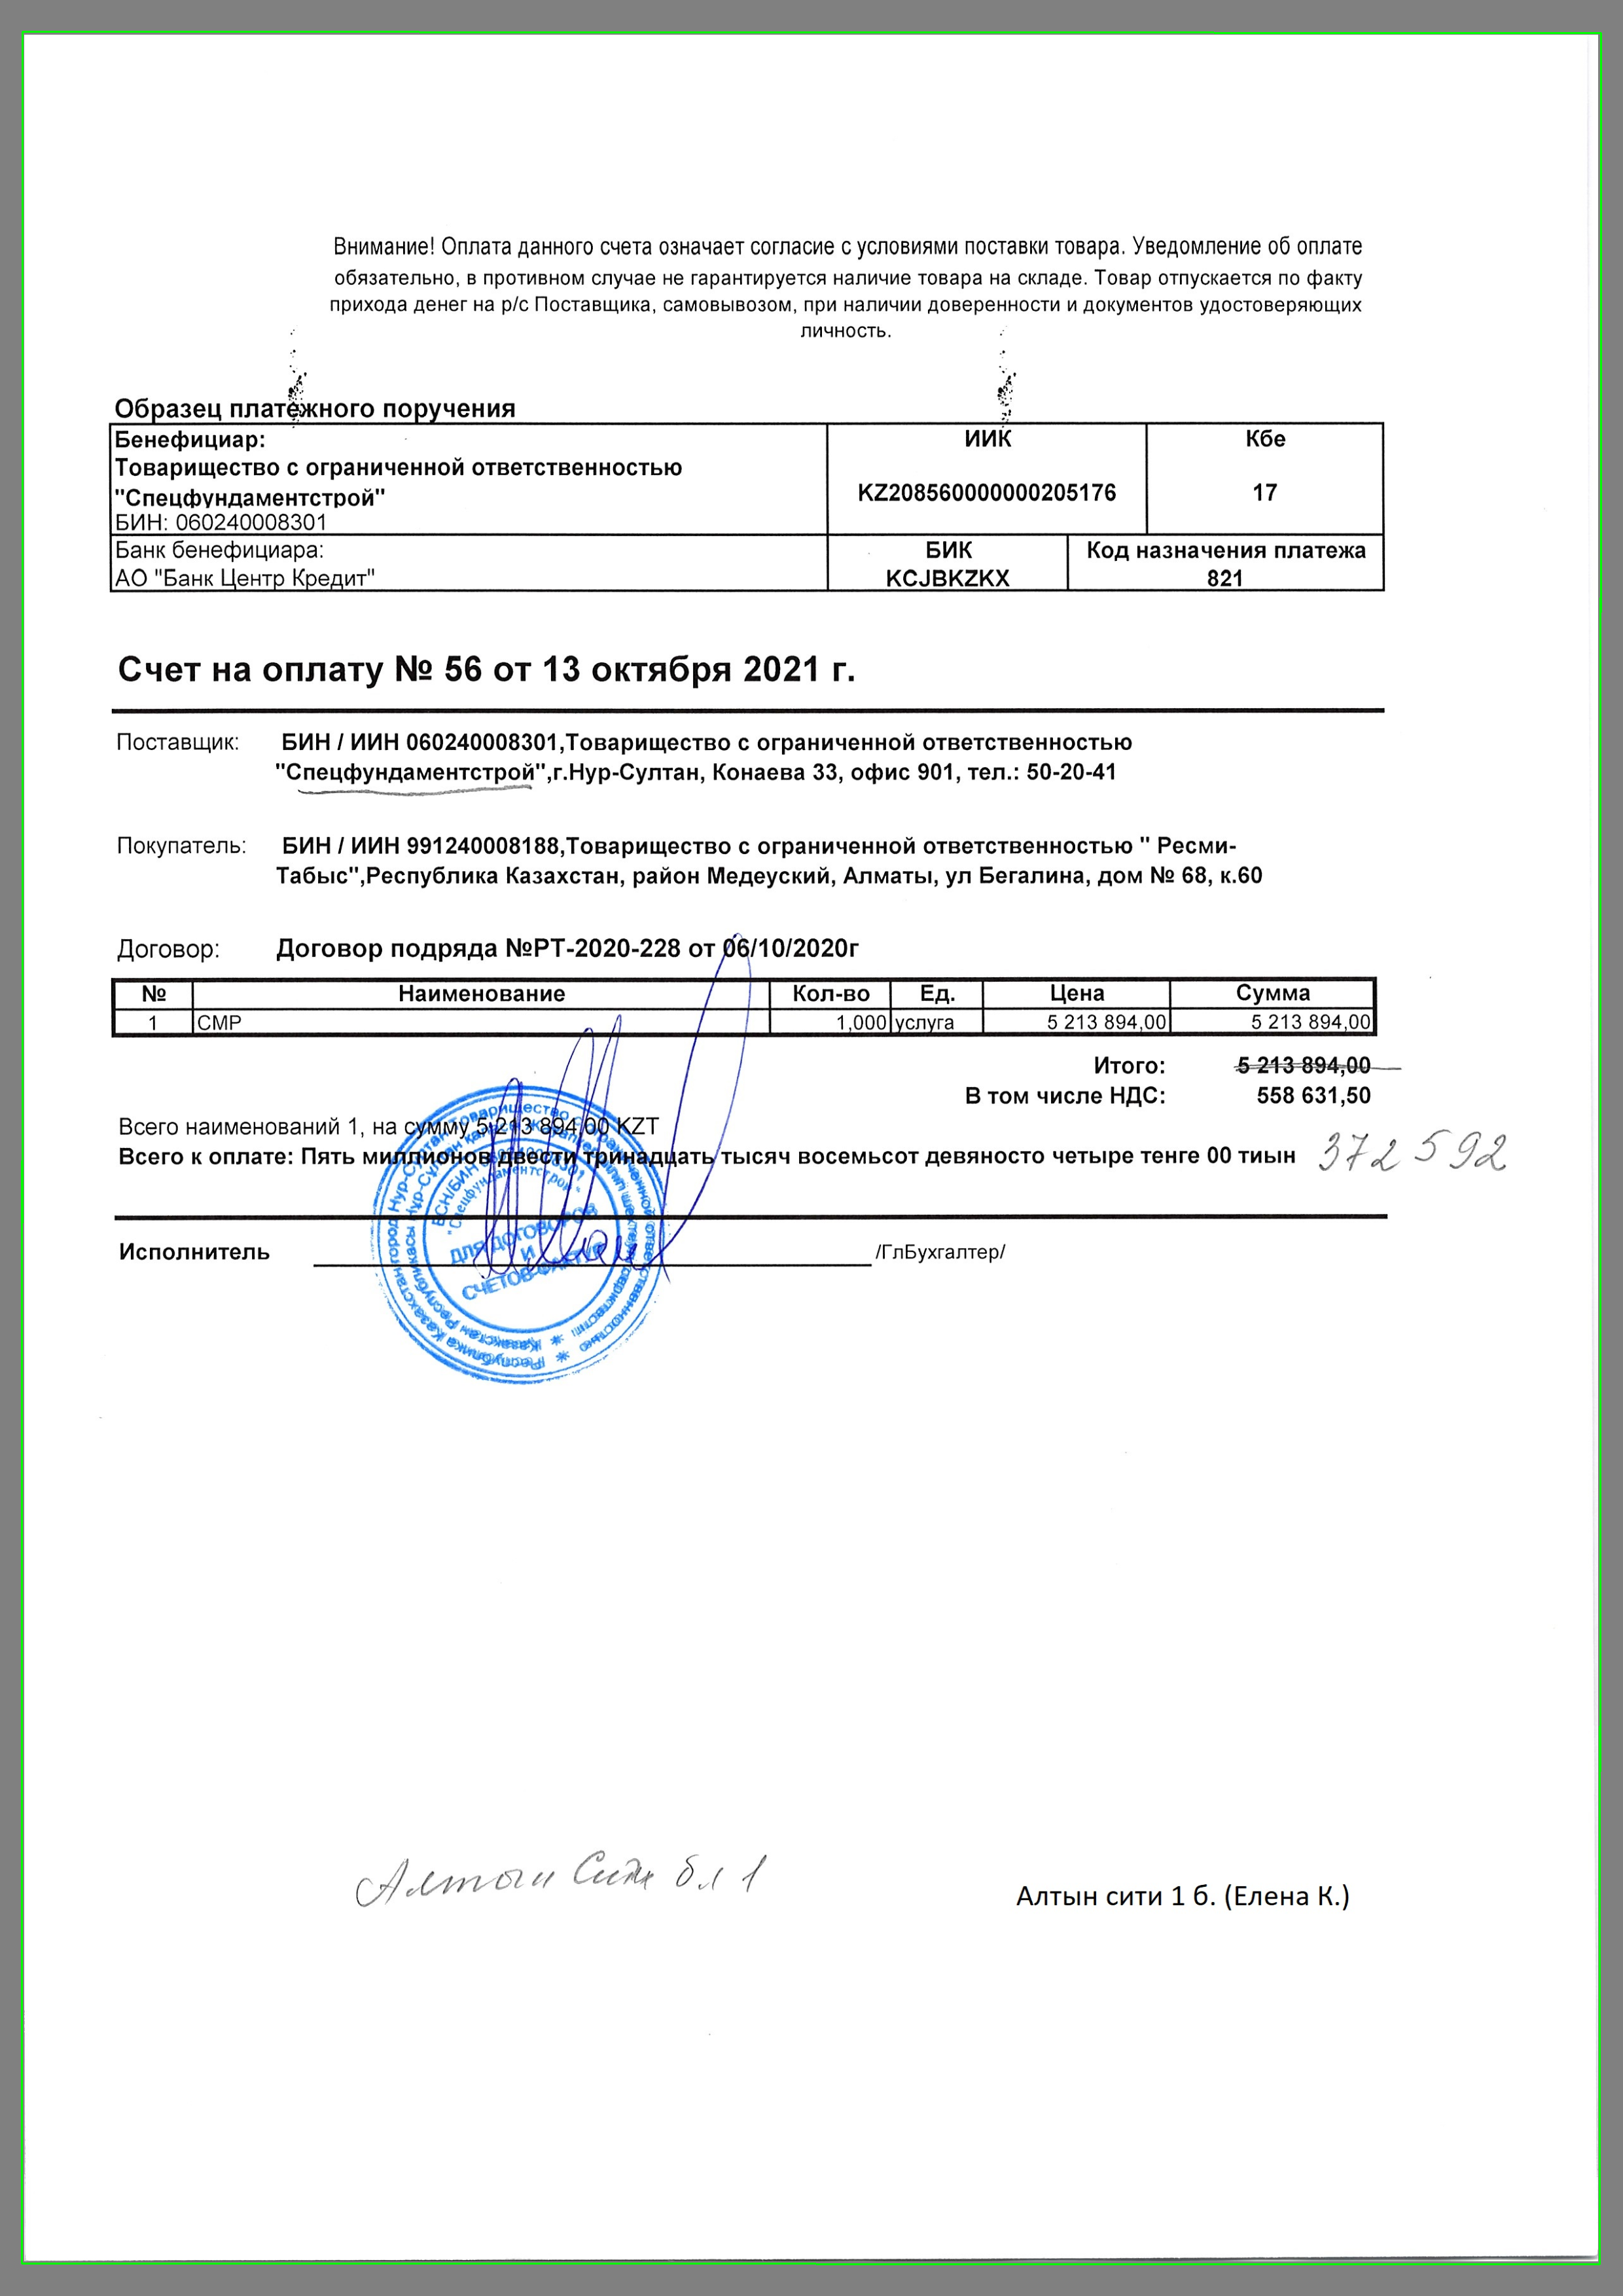 Внимание! Оплата данного счета означает согласие с условиями поставки товара. Уведомление об оплате
обязательно, в противном случае не гарантируется наличие товара на складе. Товар отпускается по факту
прихода денег на р/с Поставщика, самовывозом, при наличии доверенности и документов удостоверяющих
личность.
Образец платежного поручения
Бенефициар: ИИК Кбе
Товарищество с ограниченной ответственностью
"Спецфундаментстрой" KZ208560000000205176 17
БИН: 060240008301
Банк бенефициара: БИК Код назначения платежа
АО "Банк Центр Кредит" KCJBKZKX 821
Счет на оплату № 56 от 13 октября 2021 г.
Поставщик: БИН / ИИН 060240008301,Товарищество с ограниченной ответственностью
"Спецфундаментстрой",г.Нур-Султан, Конаева 33, офис 901, тел.: 50-20-41
Покупатель: БИН / ИИН 991240008188,Товарищество с ограниченной ответственностью " Ресми-
Табыс",Республика Казахстан, район Медеуский, Алматы, ул Бегалина, дом № 68, к.60
Договор: Договор подряда №РТ-2020-228 от 06/10/2020г
№ Наименование Кол-во Ед. Цена Сумма
1 СМР 1,000 услуга 5 213 894,00 5 213 894,00
Итого: 5 213 894,00
В том числе НДС: 558 631,50
Всего наименований 1, на сумму 5 213 894,00 KZT
Всего к оплате: Пять миллионов двести тринадцать тысяч восемьсот девяносто четыре тенге 00 тиын 372 592
Исполнитель /ГлБухгалтер/
БСН/БИН 060240008301
"Спецфундаментстрой"
ДЛЯ ДОГОВОРОВ
И
СЧЕТОВ-ФАКТУР
Алтын Сити бл 1
Алтын сити 1 б. (Елена К.)